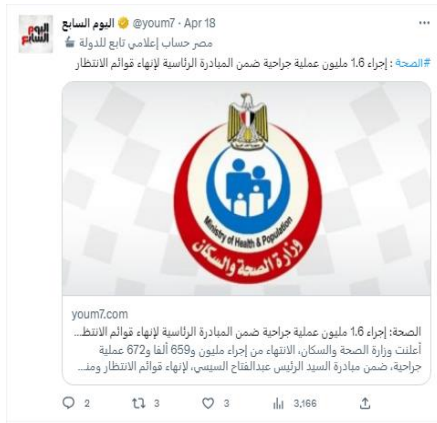 اليوم السابع @youm7 · Apr 18
مصر حساب إعلامي تابع للدولة
#الصحة : إجراء 1.6 مليون عملية جراحية ضمن المبادرة الرئاسية لإنهاء قوائم الانتظار
اليوم السابع
Ministry of Health & Population
وزارة الصحة والسكان
youm7.com
الصحة: إجراء 1.6 مليون عملية جراحية ضمن المبادرة الرئاسية لإنهاء قوائم الانتظ...
أعلنت وزارة الصحة والسكان، الانتهاء من إجراء مليون و659 ألفا و672 عملية
جراحية، ضمن مبادرة السيد الرئيس عبدالفتاح السيسي، لإنهاء قوائم الانتظار ومنـ...
2 3 3 3,166